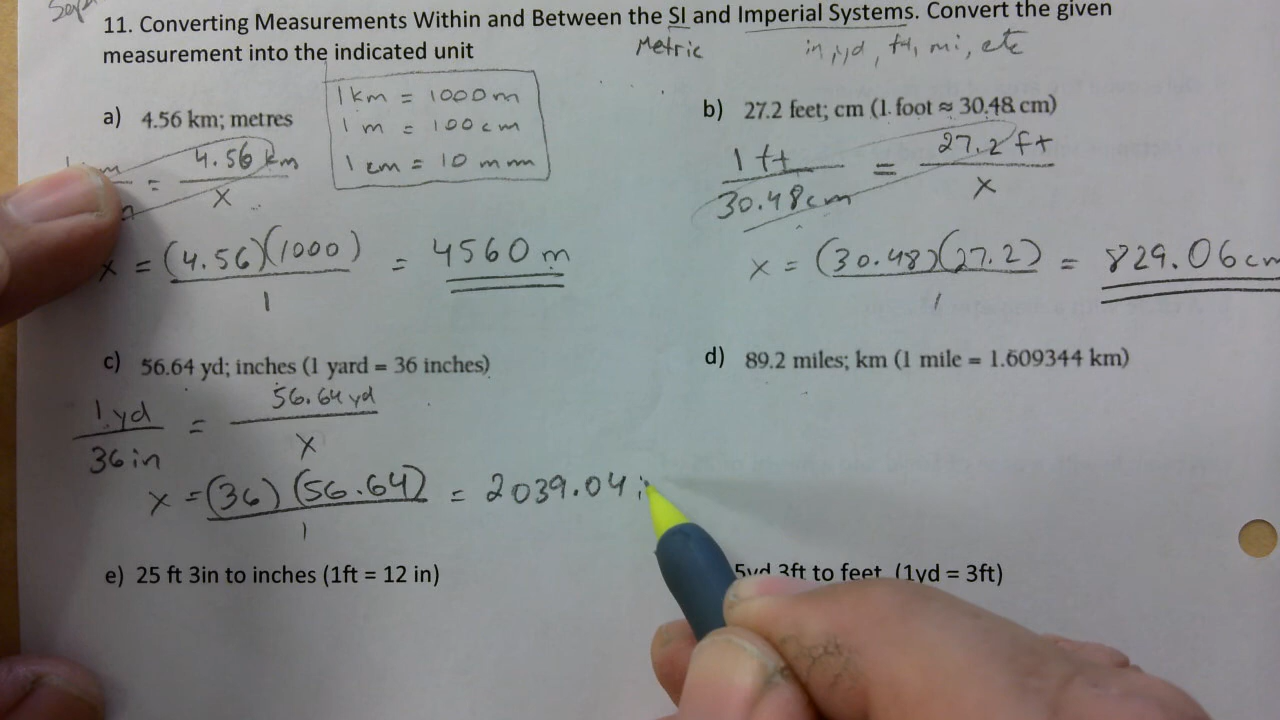 11. Converting Measurements Within and Between the SI and Imperial Systems. Convert the given
measurement into the indicated unit
Metric
in, yd, ft, mi, etc
a) 4.56 km; metres
1 km = 1000 m
1 m = 100 cm
1 cm = 10 mm
= 4.56 km / x
x = (4.56)(1000) / 1 = 4560 m
b) 27.2 feet; cm (1 foot ≈ 30.48 cm)
1 ft / 30.48 cm = 27.2 ft / x
x = (30.48)(27.2) / 1 = 829.06 cm
c) 56.64 yd; inches (1 yard = 36 inches)
1 yd / 36 in = 56.64 yd / x
x = (36)(56.64) / 1 = 2039.04 i
d) 89.2 miles; km (1 mile = 1.609344 km)
e) 25 ft 3in to inches (1ft = 12 in)
5yd 3ft to feet (1yd = 3ft)